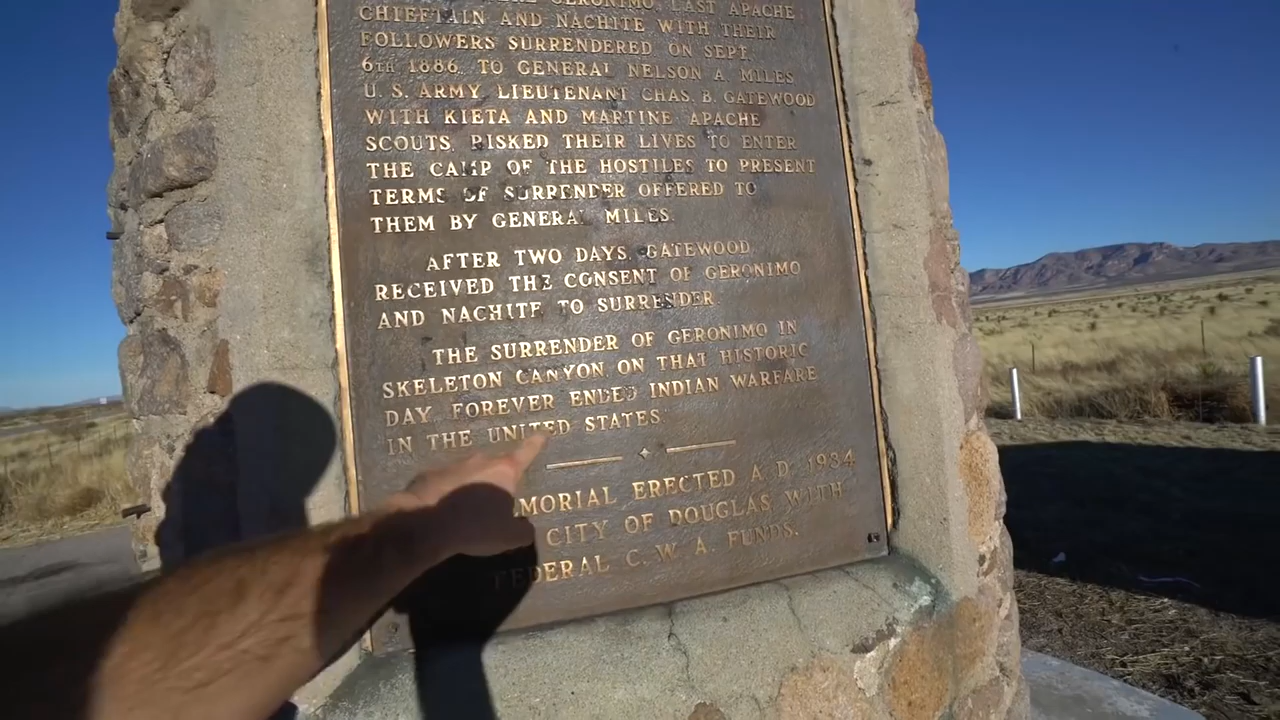 GERONIMO, LAST APACHE
CHIEFTAIN AND NACHITE WITH THEIR
FOLLOWERS SURRENDERED ON SEPT.
6TH 1886, TO GENERAL NELSON A. MILES
U. S. ARMY LIEUTENANT CHAS. B. GATEWOOD
WITH KIETA AND MARTINE APACHE
SCOUTS, RISKED THEIR LIVES TO ENTER
THE CAMP OF THE HOSTILES TO PRESENT
TERMS OF SURRENDER OFFERED TO
THEM BY GENERAL MILES.
AFTER TWO DAYS, GATEWOOD
RECEIVED THE CONSENT OF GERONIMO
AND NACHITE TO SURRENDER.
THE SURRENDER OF GERONIMO IN
SKELETON CANYON ON THAT HISTORIC
DAY, FOREVER ENDED INDIAN WARFARE
IN THE UNITED STATES.
MORIAL ERECTED A.D. 1934
CITY OF DOUGLAS WITH
FEDERAL C. W. A. FUNDS.